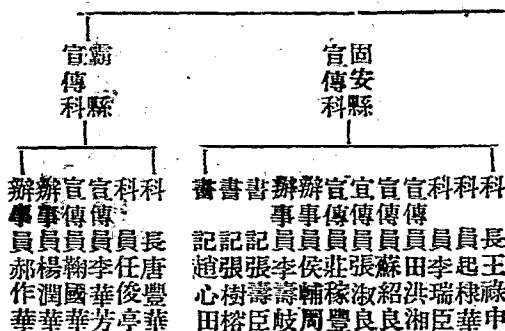 固安縣
宣傳科
科長王祿申
科員起棣華
科員李瑞臣
宣傳員田洪湘
宣傳員蘇紹良
宣傳員張淑良
宣傳員莊稼豐
辦事員侯輔周
辦事員李壽岐
書記張壽臣
書記張樹榕
書記趙心田
霸縣
宣傳科
科長唐豐華
科員任俊亭
宣傳員李華芳
宣傳員鞠國華
辦事員楊潤華
辦事員郝作華